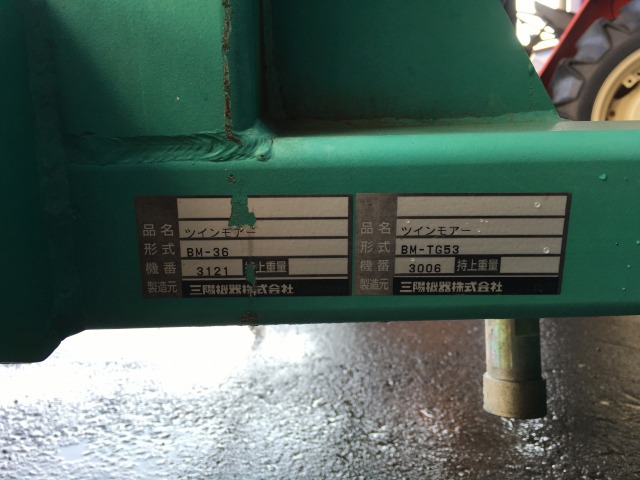 品名 ツインモアー
形式 BM-36
機番 3121 持上重量
製造元 三陽機器株式会社
品名 ツインモアー
形式 BM-TG53
機番 3006 持上重量
製造元 三陽機器株式会社